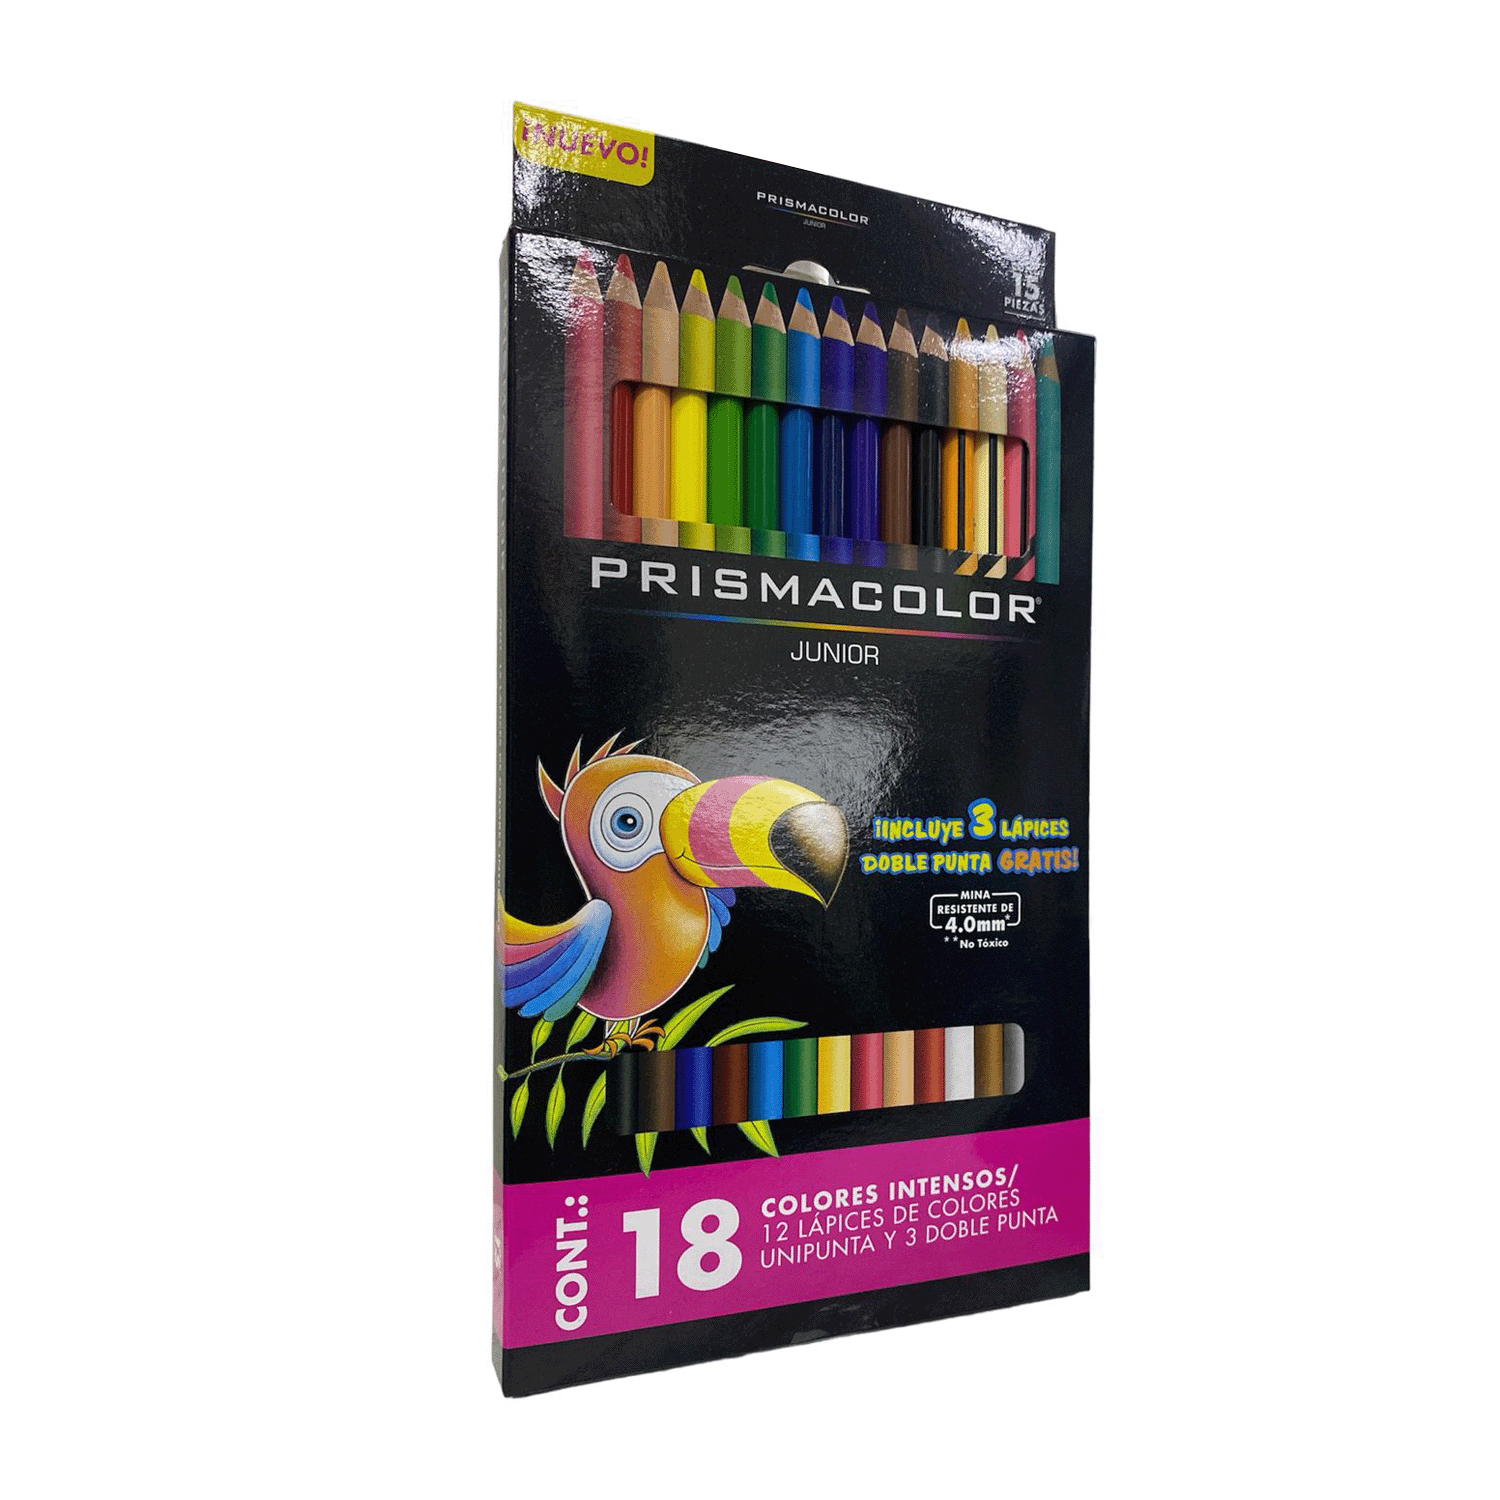 ¡NUEVO!
PRISMACOLOR
JUNIOR
15
PIEZAS
PRISMACOLOR®
JUNIOR
¡INCLUYE 3 LÁPICES
DOBLE PUNTA GRATIS!
MINA
RESISTENTE DE
4.0mm*
**No Tóxico
CONT.:
18
COLORES INTENSOS/
12 LÁPICES DE COLORES
UNIPUNTA Y 3 DOBLE PUNTA